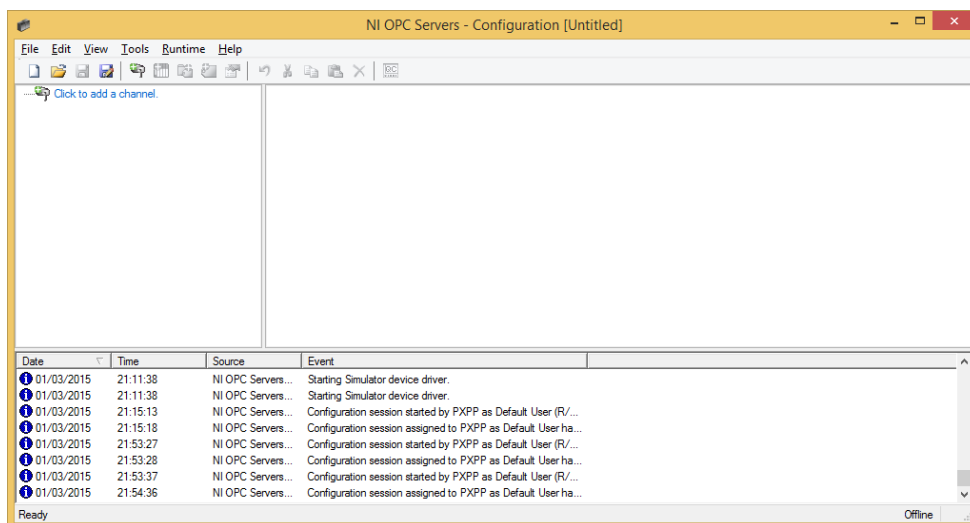 NI OPC Servers - Configuration [Untitled]
File Edit View Tools Runtime Help
Click to add a channel.
Date Time Source Event
01/03/2015 21:11:38 NI OPC Servers... Starting Simulator device driver.
01/03/2015 21:11:38 NI OPC Servers... Starting Simulator device driver.
01/03/2015 21:15:13 NI OPC Servers... Configuration session started by PXPP as Default User (R/...
01/03/2015 21:15:18 NI OPC Servers... Configuration session assigned to PXPP as Default User ha...
01/03/2015 21:53:27 NI OPC Servers... Configuration session started by PXPP as Default User (R/...
01/03/2015 21:53:28 NI OPC Servers... Configuration session assigned to PXPP as Default User ha...
01/03/2015 21:53:37 NI OPC Servers... Configuration session started by PXPP as Default User (R/...
01/03/2015 21:54:36 NI OPC Servers... Configuration session assigned to PXPP as Default User ha...
Ready Offline